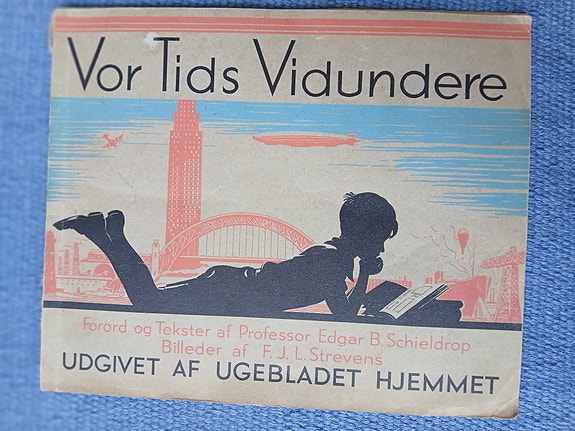 Vor Tids Vidundere
Forord og Tekster af Professor Edgar B. Schieldrop
Billeder af F. J. L. Strevens
UDGIVET AF UGEBLADET HJEMMET